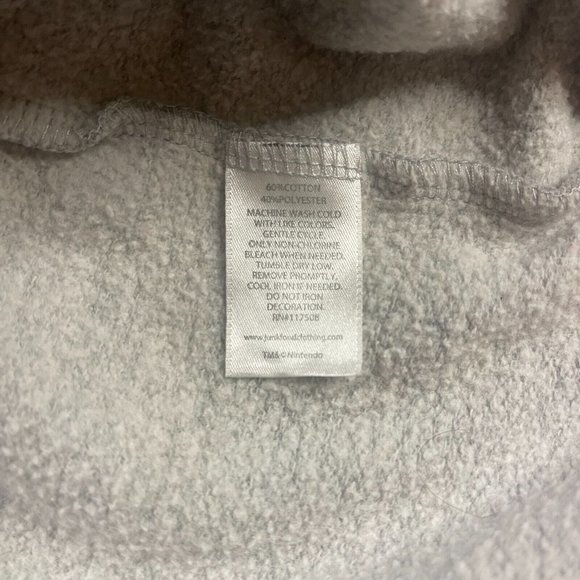 60%COTTON
40%POLYESTER
MACHINE WASH COLD
WITH LIKE COLORS.
GENTLE CYCLE.
ONLY NON-CHLORINE
BLEACH WHEN NEEDED.
TUMBLE DRY LOW.
REMOVE PROMPTLY.
COOL IRON IF NEEDED.
DO NOT IRON
DECORATION.
RN#117508
www.junkfoodclothing.com
TM& © Nintendo